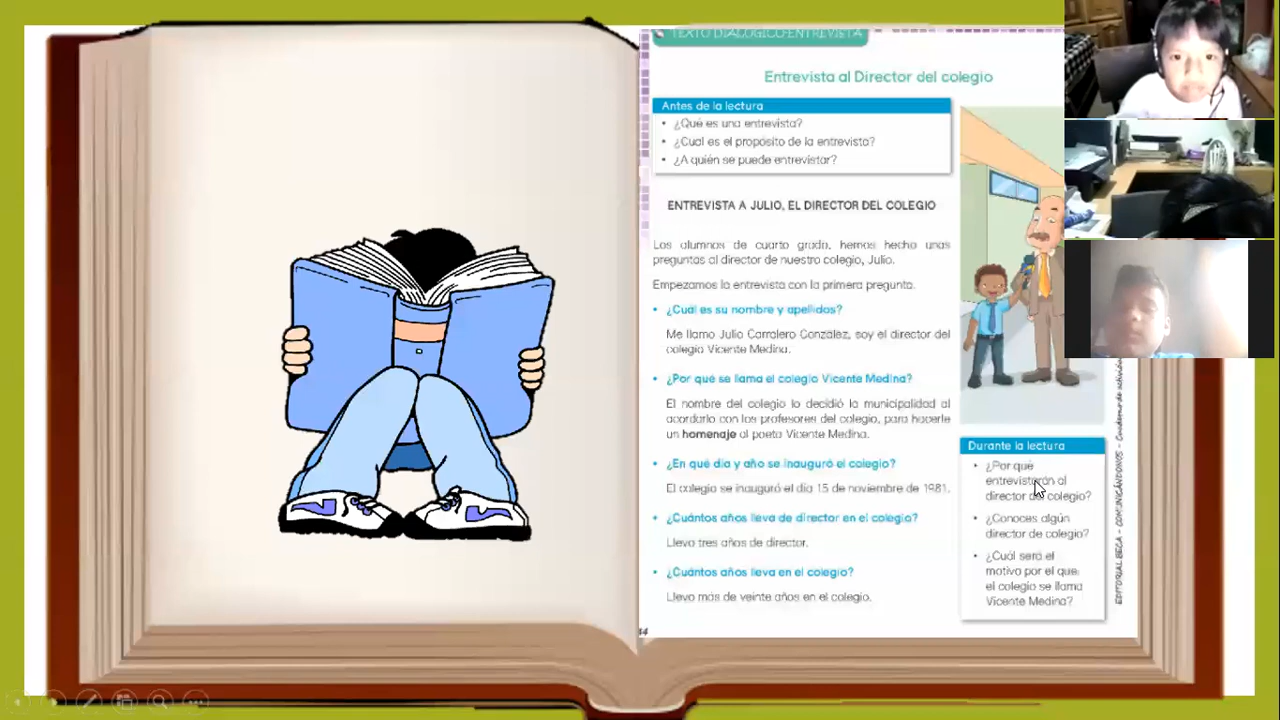 TEXTO DIALÓGICO-ENTREVISTA
Entrevista al Director del colegio
Antes de la lectura
• ¿Qué es una entrevista?
• ¿Cuál es el propósito de la entrevista?
• ¿A quién se puede entrevistar?
ENTREVISTA A JULIO, EL DIRECTOR DEL COLEGIO
Los alumnos de cuarto grado, hemos hecho unas
preguntas al director de nuestro colegio, Julio.
Empezamos la entrevista con la primera pregunta.
• ¿Cuál es su nombre y apellidos?
Me llamo Julio Carralero González, soy el director del
colegio Vicente Medina.
• ¿Por qué se llama el colegio Vicente Medina?
El nombre del colegio lo decidió la municipalidad al
acordarlo con los profesores del colegio, para hacerle
un homenaje al poeta Vicente Medina.
• ¿En qué día y año se inauguró el colegio?
El colegio se inauguró el día 15 de noviembre de 1981.
• ¿Cuántos años lleva de director en el colegio?
Llevo tres años de director.
• ¿Cuántos años lleva en el colegio?
Llevo más de veinte años en el colegio.
Durante la lectura
• ¿Por qué
entrevistarán al
director del colegio?
• ¿Conoces algún
director de colegio?
• ¿Cuál será el
motivo por el que
el colegio se llama
Vicente Medina?
EDITORIAL BECA - COMUNICÁNDONOS - Cuaderno de